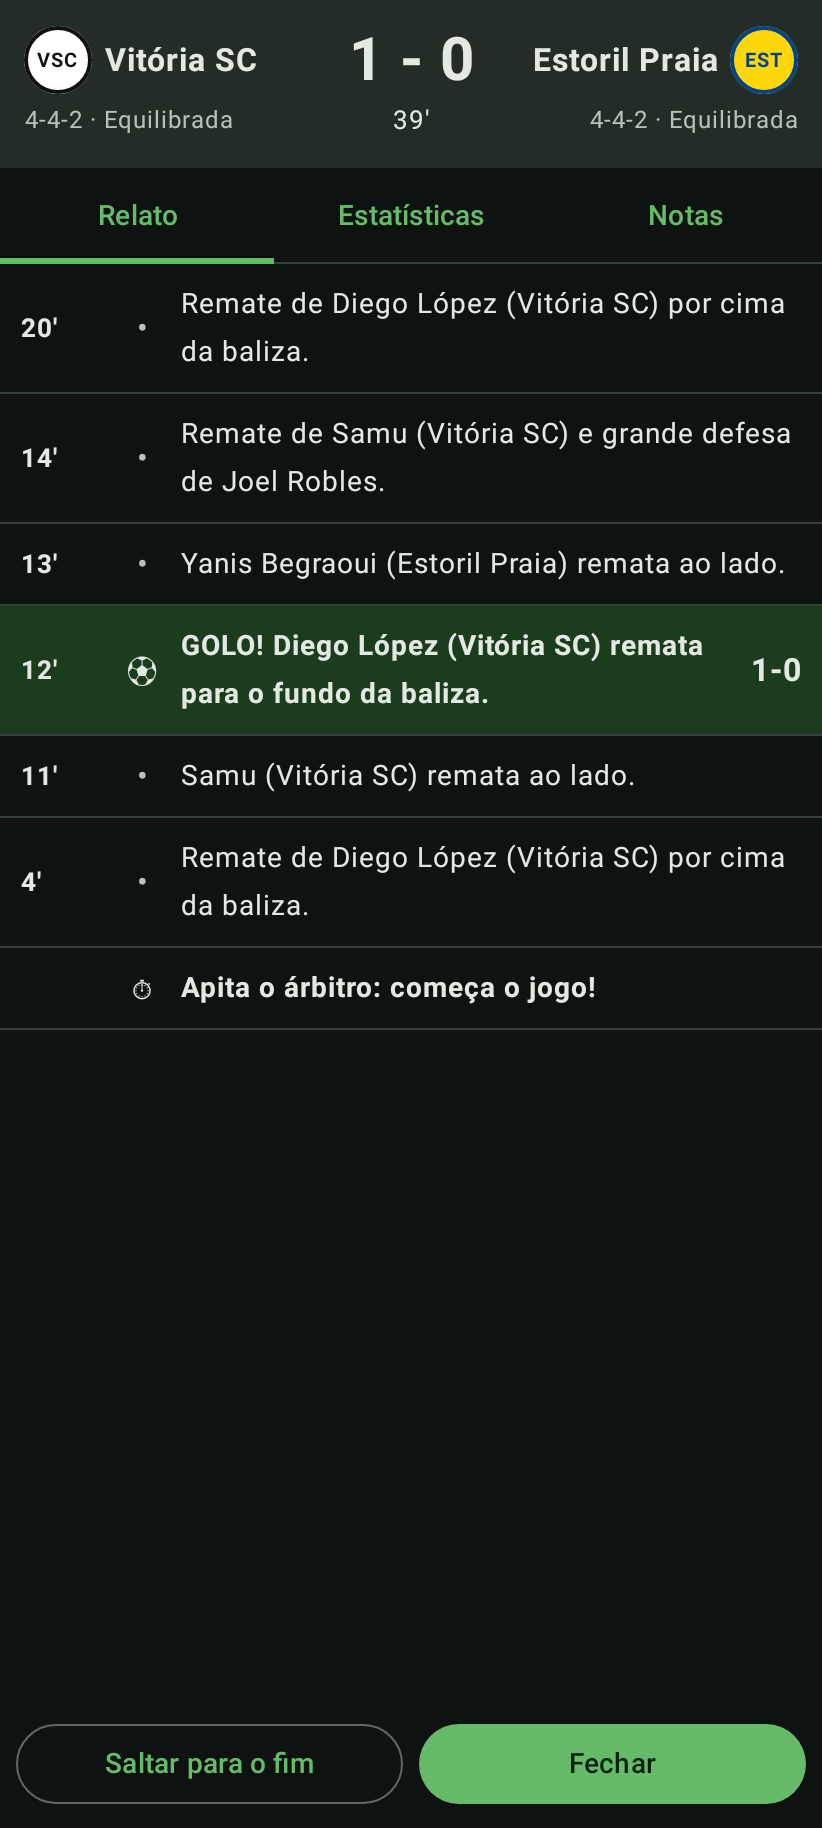 VSC Vitória SC 1 - 0 Estoril Praia EST
4-4-2 · Equilibrada 39' 4-4-2 · Equilibrada
Relato Estatísticas Notas
20' • Remate de Diego López (Vitória SC) por cima
da baliza.
14' • Remate de Samu (Vitória SC) e grande defesa
de Joel Robles.
13' • Yanis Begraoui (Estoril Praia) remata ao lado.
12' ⚽ GOLO! Diego López (Vitória SC) remata
para o fundo da baliza. 1-0
11' • Samu (Vitória SC) remata ao lado.
4' • Remate de Diego López (Vitória SC) por cima
da baliza.
⏱ Apita o árbitro: começa o jogo!
Saltar para o fim Fechar